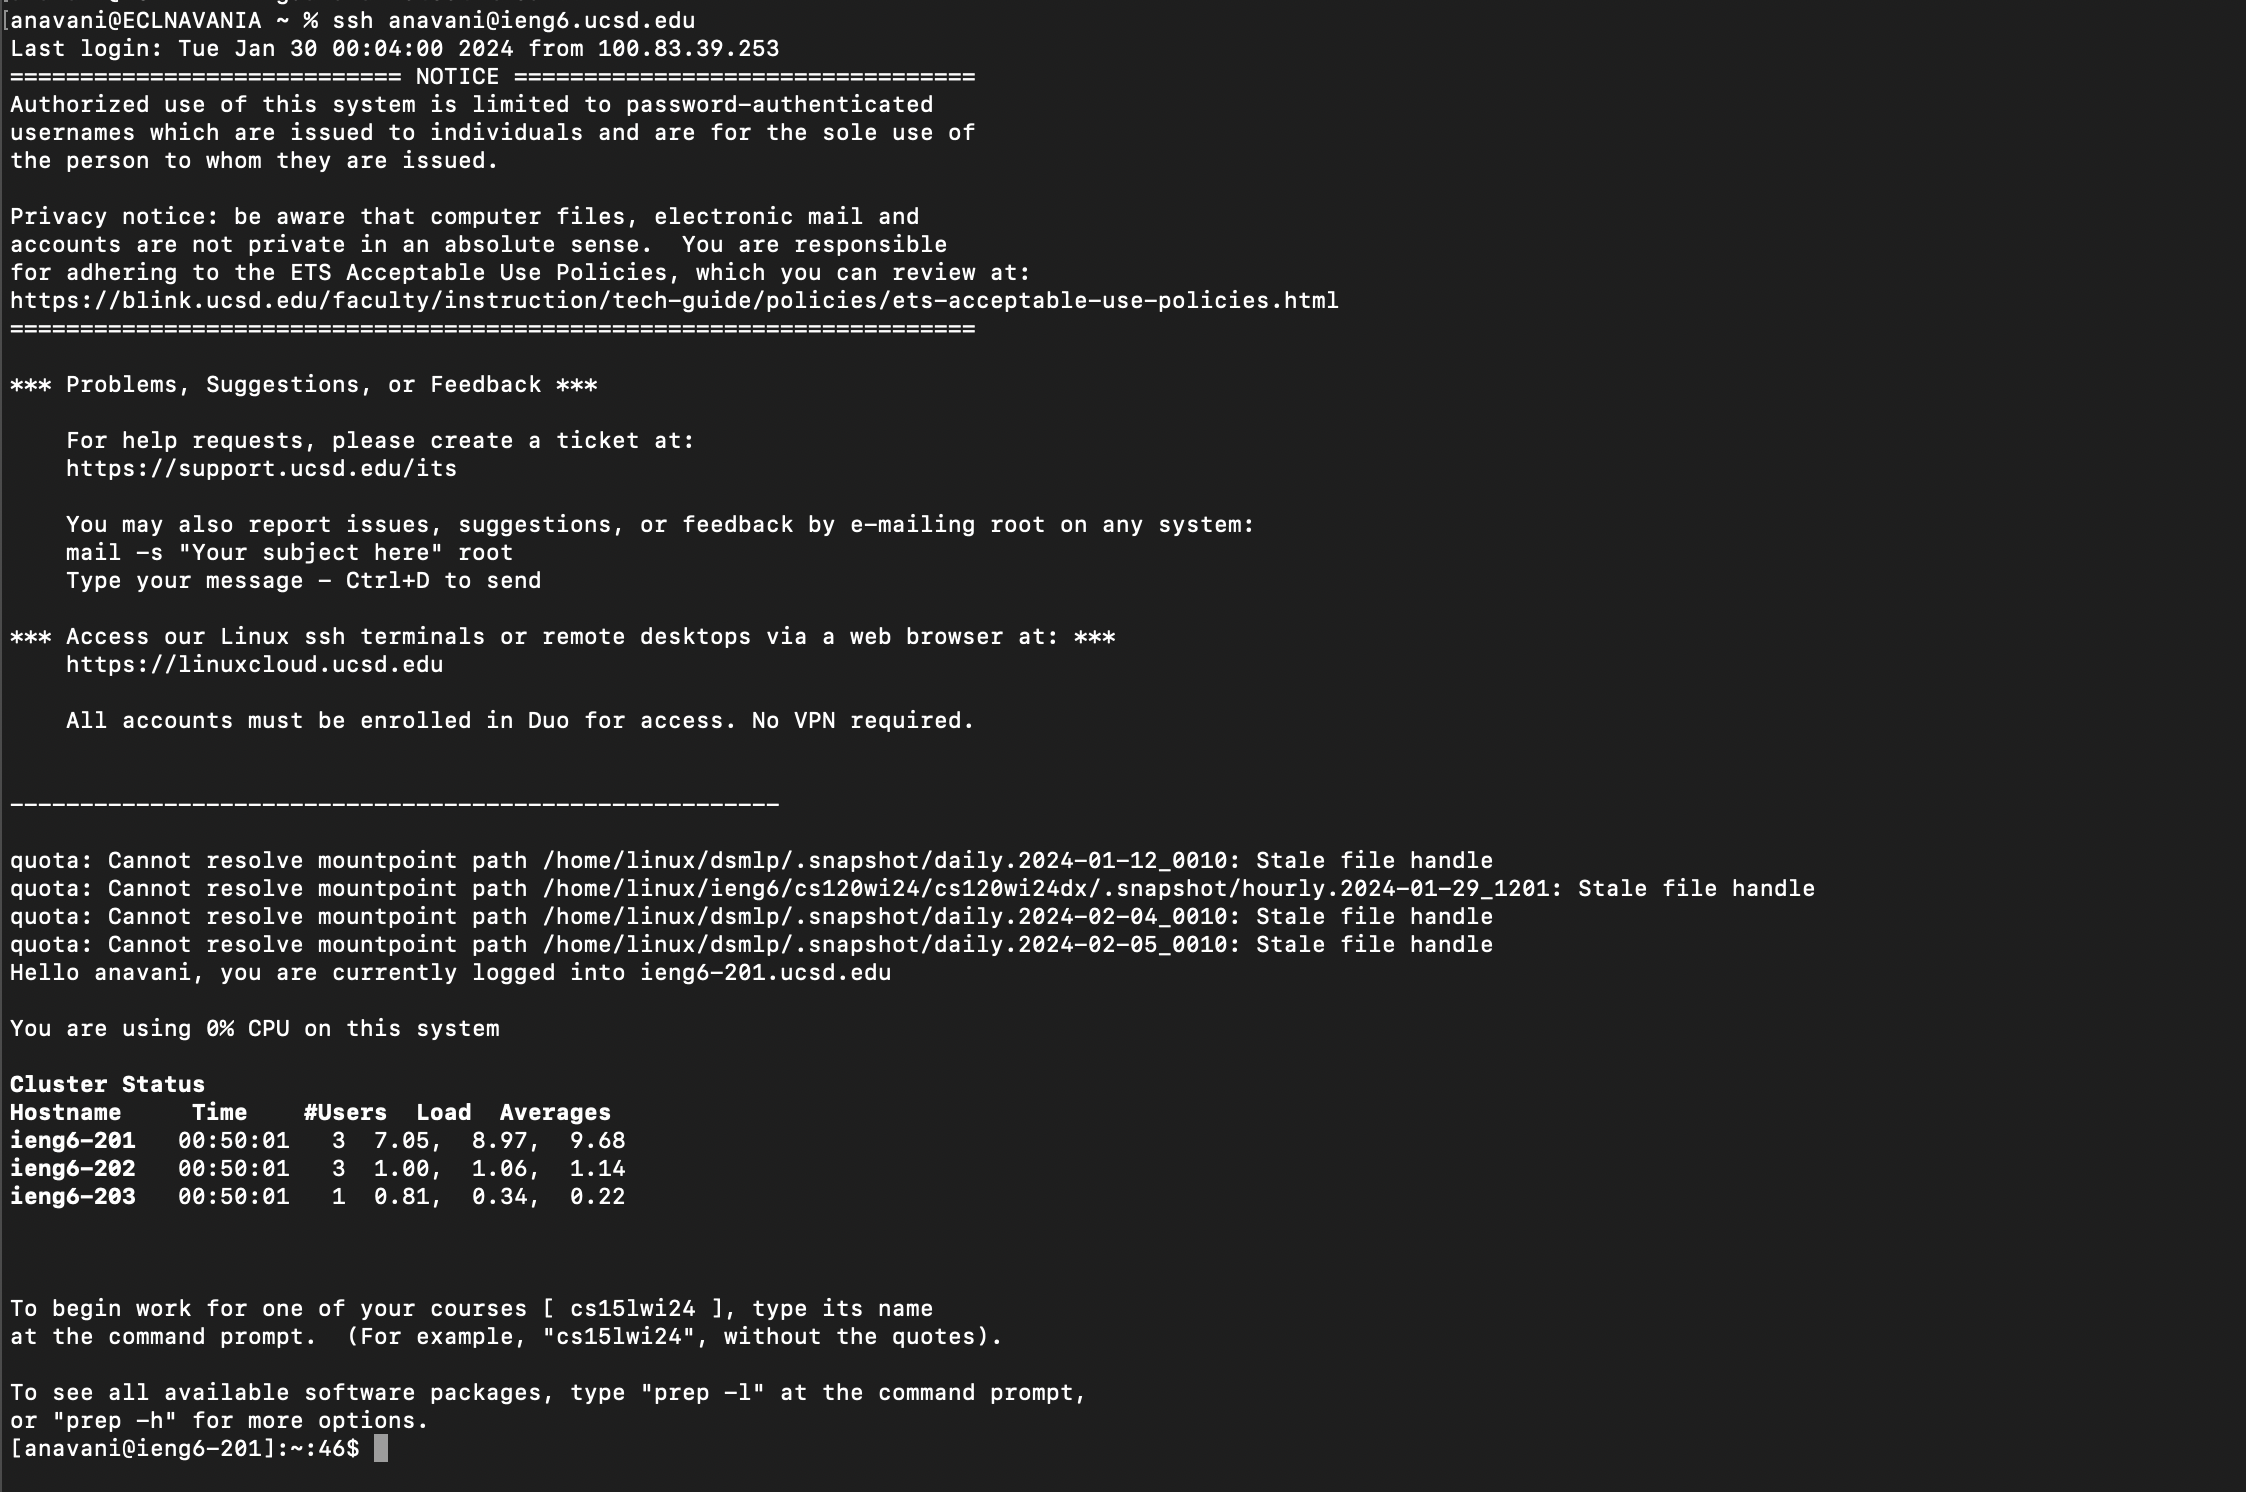 [anavani@ECLNAVANIA ~ % ssh anavani@ieng6.ucsd.edu
Last login: Tue Jan 30 00:04:00 2024 from 100.83.39.253
============================ NOTICE =================================
Authorized use of this system is limited to password-authenticated
usernames which are issued to individuals and are for the sole use of
the person to whom they are issued.

Privacy notice: be aware that computer files, electronic mail and
accounts are not private in an absolute sense.  You are responsible
for adhering to the ETS Acceptable Use Policies, which you can review at:
https://blink.ucsd.edu/faculty/instruction/tech-guide/policies/ets-acceptable-use-policies.html
=====================================================================

*** Problems, Suggestions, or Feedback ***

    For help requests, please create a ticket at:
    https://support.ucsd.edu/its

    You may also report issues, suggestions, or feedback by e-mailing root on any system:
    mail -s "Your subject here" root
    Type your message - Ctrl+D to send

*** Access our Linux ssh terminals or remote desktops via a web browser at: ***
    https://linuxcloud.ucsd.edu

    All accounts must be enrolled in Duo for access. No VPN required.


-------------------------------------------------------

quota: Cannot resolve mountpoint path /home/linux/dsmlp/.snapshot/daily.2024-01-12_0010: Stale file handle
quota: Cannot resolve mountpoint path /home/linux/ieng6/cs120wi24/cs120wi24dx/.snapshot/hourly.2024-01-29_1201: Stale file handle
quota: Cannot resolve mountpoint path /home/linux/dsmlp/.snapshot/daily.2024-02-04_0010: Stale file handle
quota: Cannot resolve mountpoint path /home/linux/dsmlp/.snapshot/daily.2024-02-05_0010: Stale file handle
Hello anavani, you are currently logged into ieng6-201.ucsd.edu

You are using 0% CPU on this system

Cluster Status
Hostname     Time    #Users  Load  Averages
ieng6-201   00:50:01   3  7.05,  8.97,  9.68
ieng6-202   00:50:01   3  1.00,  1.06,  1.14
ieng6-203   00:50:01   1  0.81,  0.34,  0.22



To begin work for one of your courses [ cs15lwi24 ], type its name
at the command prompt.  (For example, "cs15lwi24", without the quotes).

To see all available software packages, type "prep -l" at the command prompt,
or "prep -h" for more options.
[anavani@ieng6-201]:~:46$